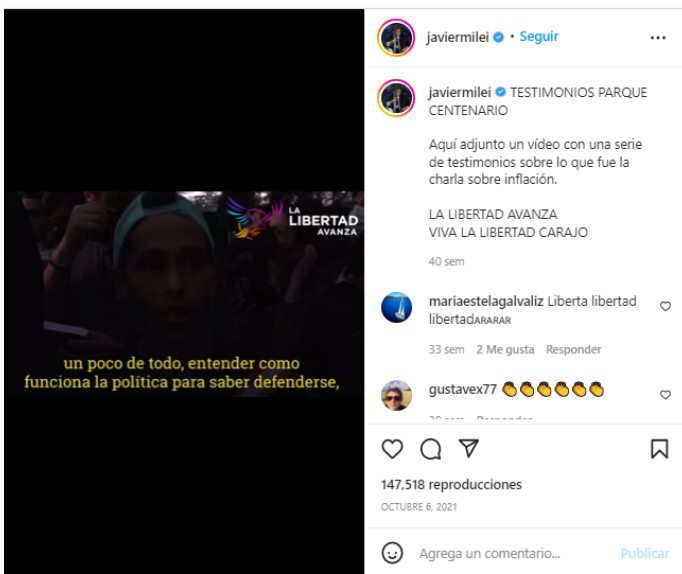 javiermilei • Seguir
javiermilei TESTIMONIOS PARQUE
CENTENARIO
Aquí adjunto un vídeo con una serie
de testimonios sobre lo que fue la
charla sobre inflación.
LA LIBERTAD AVANZA
VIVA LA LIBERTAD CARAJO
40 sem
LA
LIBERTAD
AVANZA
un poco de todo, entender como
funciona la política para saber defenderse,
mariaestelagalvaliz Liberta libertad
libertadᴀʀᴀʀᴀʀ
33 sem 2 Me gusta Responder
gustavex77 👏👏👏👏👏👏
147,518 reproducciones
OCTUBRE 6, 2021
Agrega un comentario... Publicar